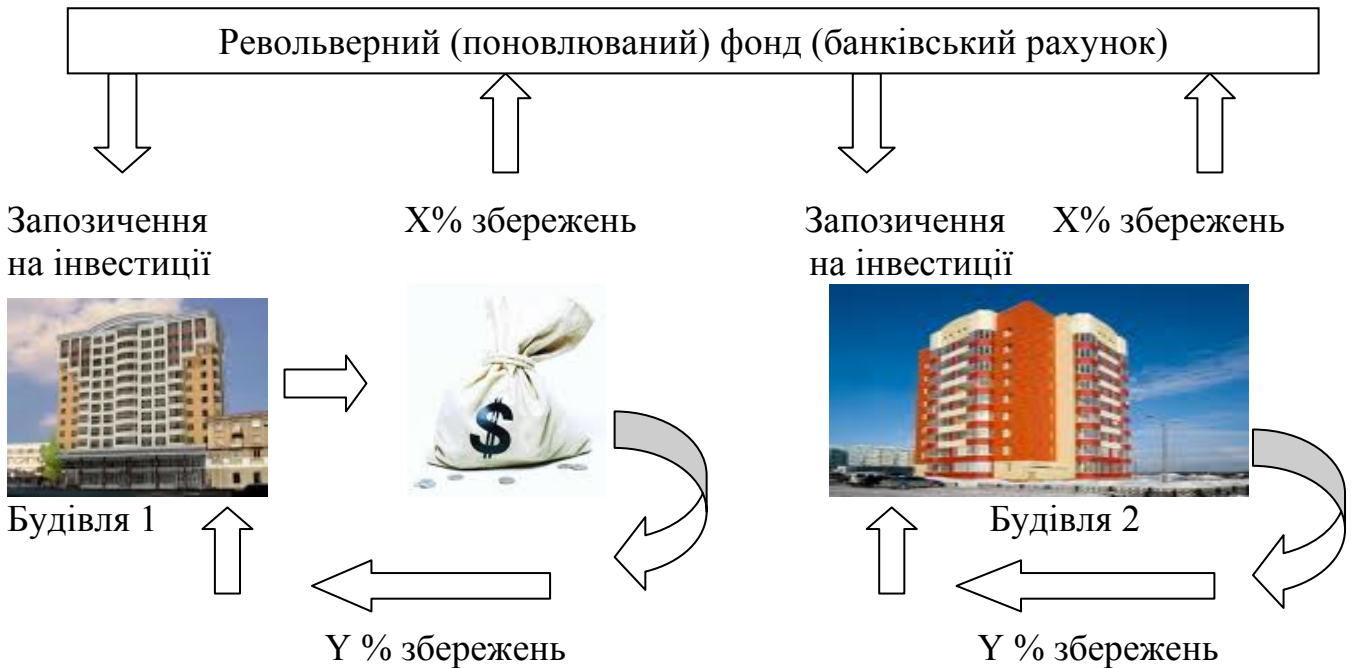 Револьверний (поновлюваний) фонд (банківський рахунок)
Запозичення
на інвестиції
X% збережень
Запозичення
на інвестиції
X% збережень
$
Будівля 1
Будівля 2
Y % збережень
Y % збережень